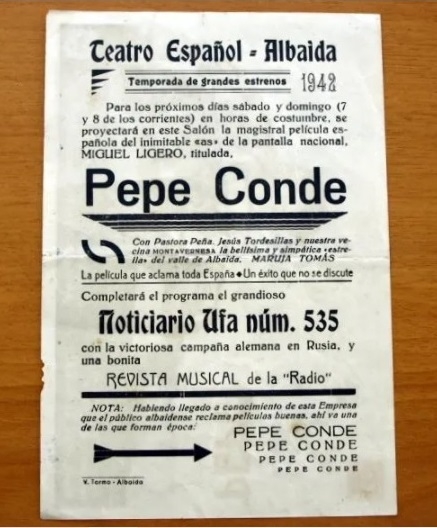 Teatro Español = Albaida
Temporada de grandes estrenos 1942
Para los próximos días sábado y domingo (7
y 8 de los corrientes) en horas de costumbre, se
proyectará en este Salón la magistral película es-
pañola del inimitable «as» de la pantalla nacional,
MIGUEL LIGERO, titulada,
Pepe Conde
Con Pastora Peña, Jesús Tordesillas y nuestra ve-
cina MONTAVERNESA la bellísima y simpática «estre-
lla» del valle de Albaida, MARUJA TOMÁS
La película que aclama toda España ◆ Un éxito que no se discute
Completará el programa el grandioso
Noticiario Ufa núm. 535
con la victoriosa campaña alemana en Rusia, y
una bonita
REVISTA MUSICAL de la "Radio"
NOTA: Habiendo llegado a conocimiento de esta Empresa
que el público albaidense reclama películas buenas, ahí va una
de las que forman época:
PEPE CONDE
PEPE CONDE
PEPE CONDE
PEPE CONDE
V. Tormo - Albaida